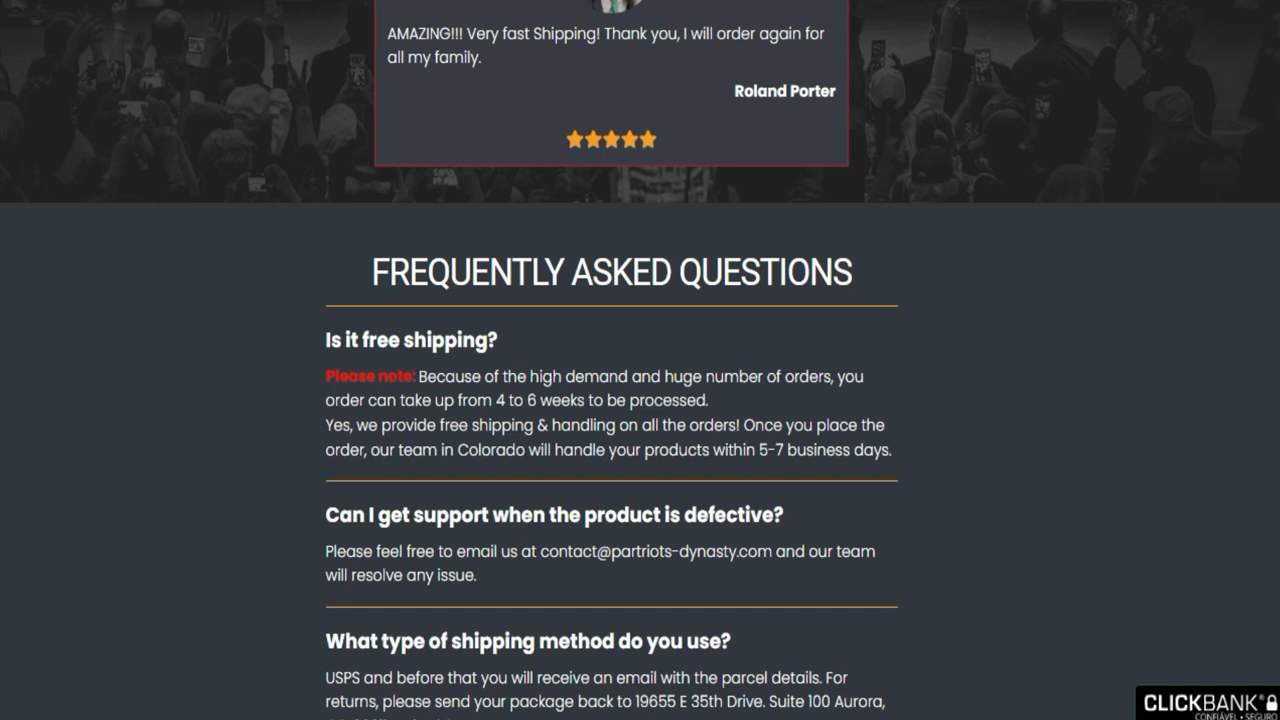 AMAZING!!! Very fast Shipping! Thank you, I will order again for
all my family.
Roland Porter
FREQUENTLY ASKED QUESTIONS
Is it free shipping?
Please note: Because of the high demand and huge number of orders, you
order can take up from 4 to 6 weeks to be processed.
Yes, we provide free shipping & handling on all the orders! Once you place the
order, our team in Colorado will handle your products within 5-7 business days.
Can I get support when the product is defective?
Please feel free to email us at contact@partriots-dynasty.com and our team
will resolve any issue.
What type of shipping method do you use?
USPS and before that you will receive an email with the parcel details. For
returns, please send your package back to 19655 E 35th Drive. Suite 100 Aurora,
CLICKBANK®
CONFIÁVEL • SEGURO